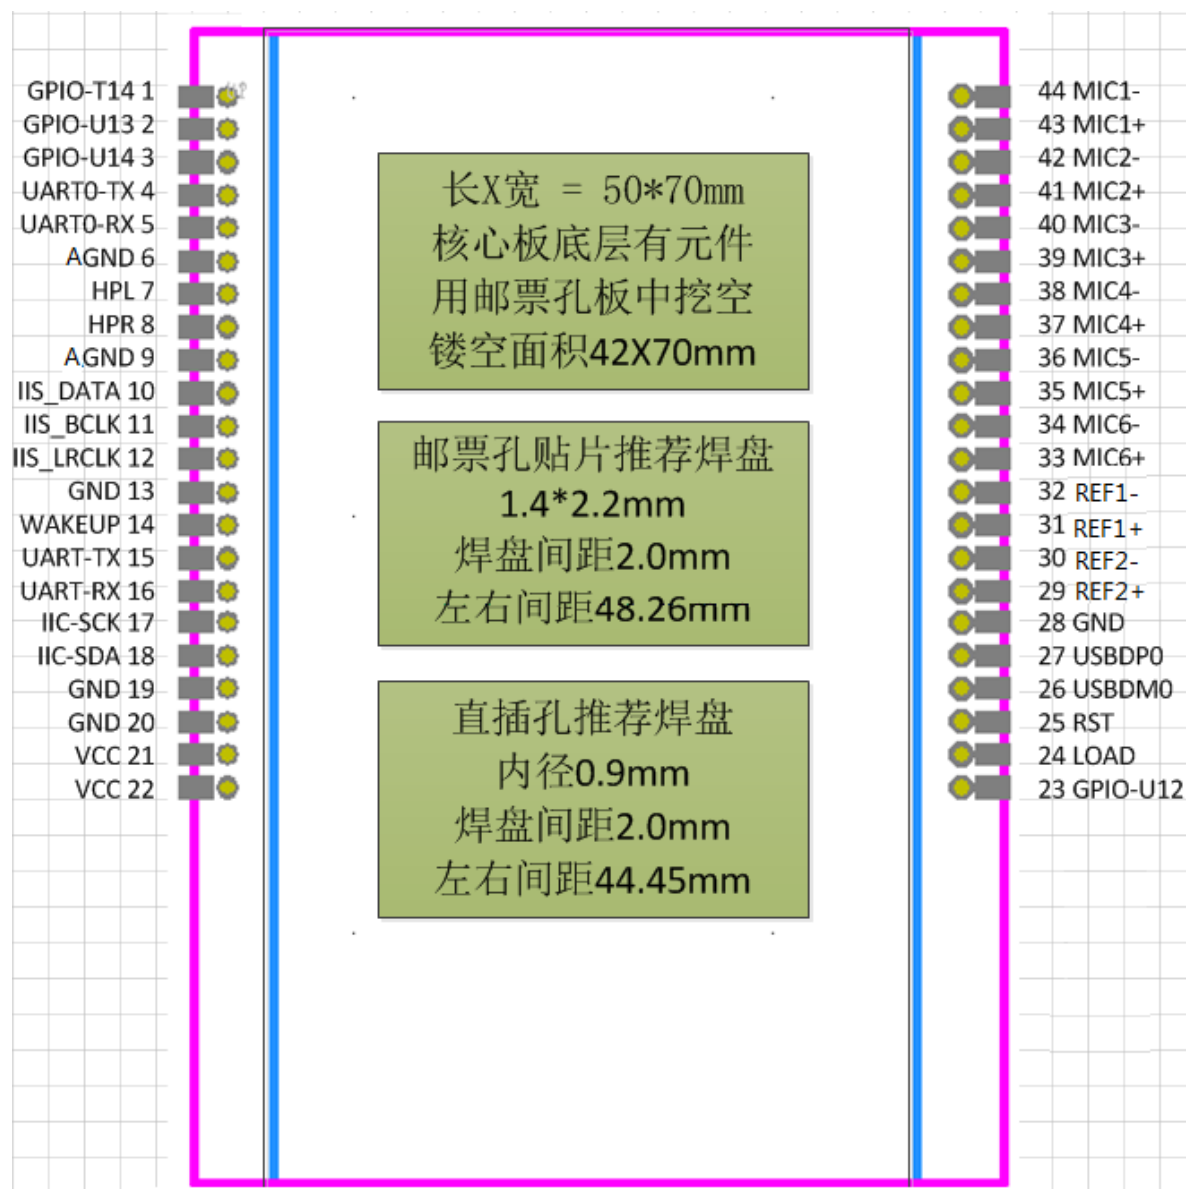 GPIO-T14 1
GPIO-U13 2
GPIO-U14 3
UART0-TX 4
UART0-RX 5
AGND 6
HPL 7
HPR 8
AGND 9
IIS_DATA 10
IIS_BCLK 11
IIS_LRCLK 12
GND 13
WAKEUP 14
UART-TX 15
UART-RX 16
IIC-SCK 17
IIC-SDA 18
GND 19
GND 20
VCC 21
VCC 22
长X宽 = 50*70mm
核心板底层有元件
用邮票孔板中挖空
镂空面积42X70mm
邮票孔贴片推荐焊盘
1.4*2.2mm
焊盘间距2.0mm
左右间距48.26mm
直插孔推荐焊盘
内径0.9mm
焊盘间距2.0mm
左右间距44.45mm
44 MIC1-
43 MIC1+
42 MIC2-
41 MIC2+
40 MIC3-
39 MIC3+
38 MIC4-
37 MIC4+
36 MIC5-
35 MIC5+
34 MIC6-
33 MIC6+
32 REF1-
31 REF1+
30 REF2-
29 REF2+
28 GND
27 USBDP0
26 USBDM0
25 RST
24 LOAD
23 GPIO-U12